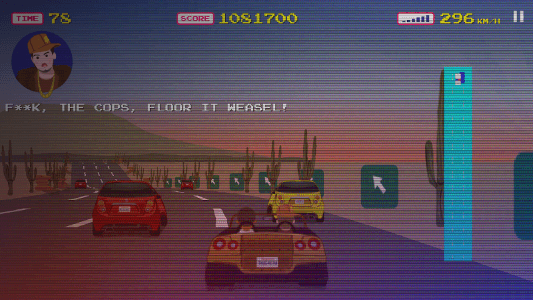 TIME 78
SCORE 1081700
296 KM/H
F**K, THE COPS, FLOOR IT WEASEL!